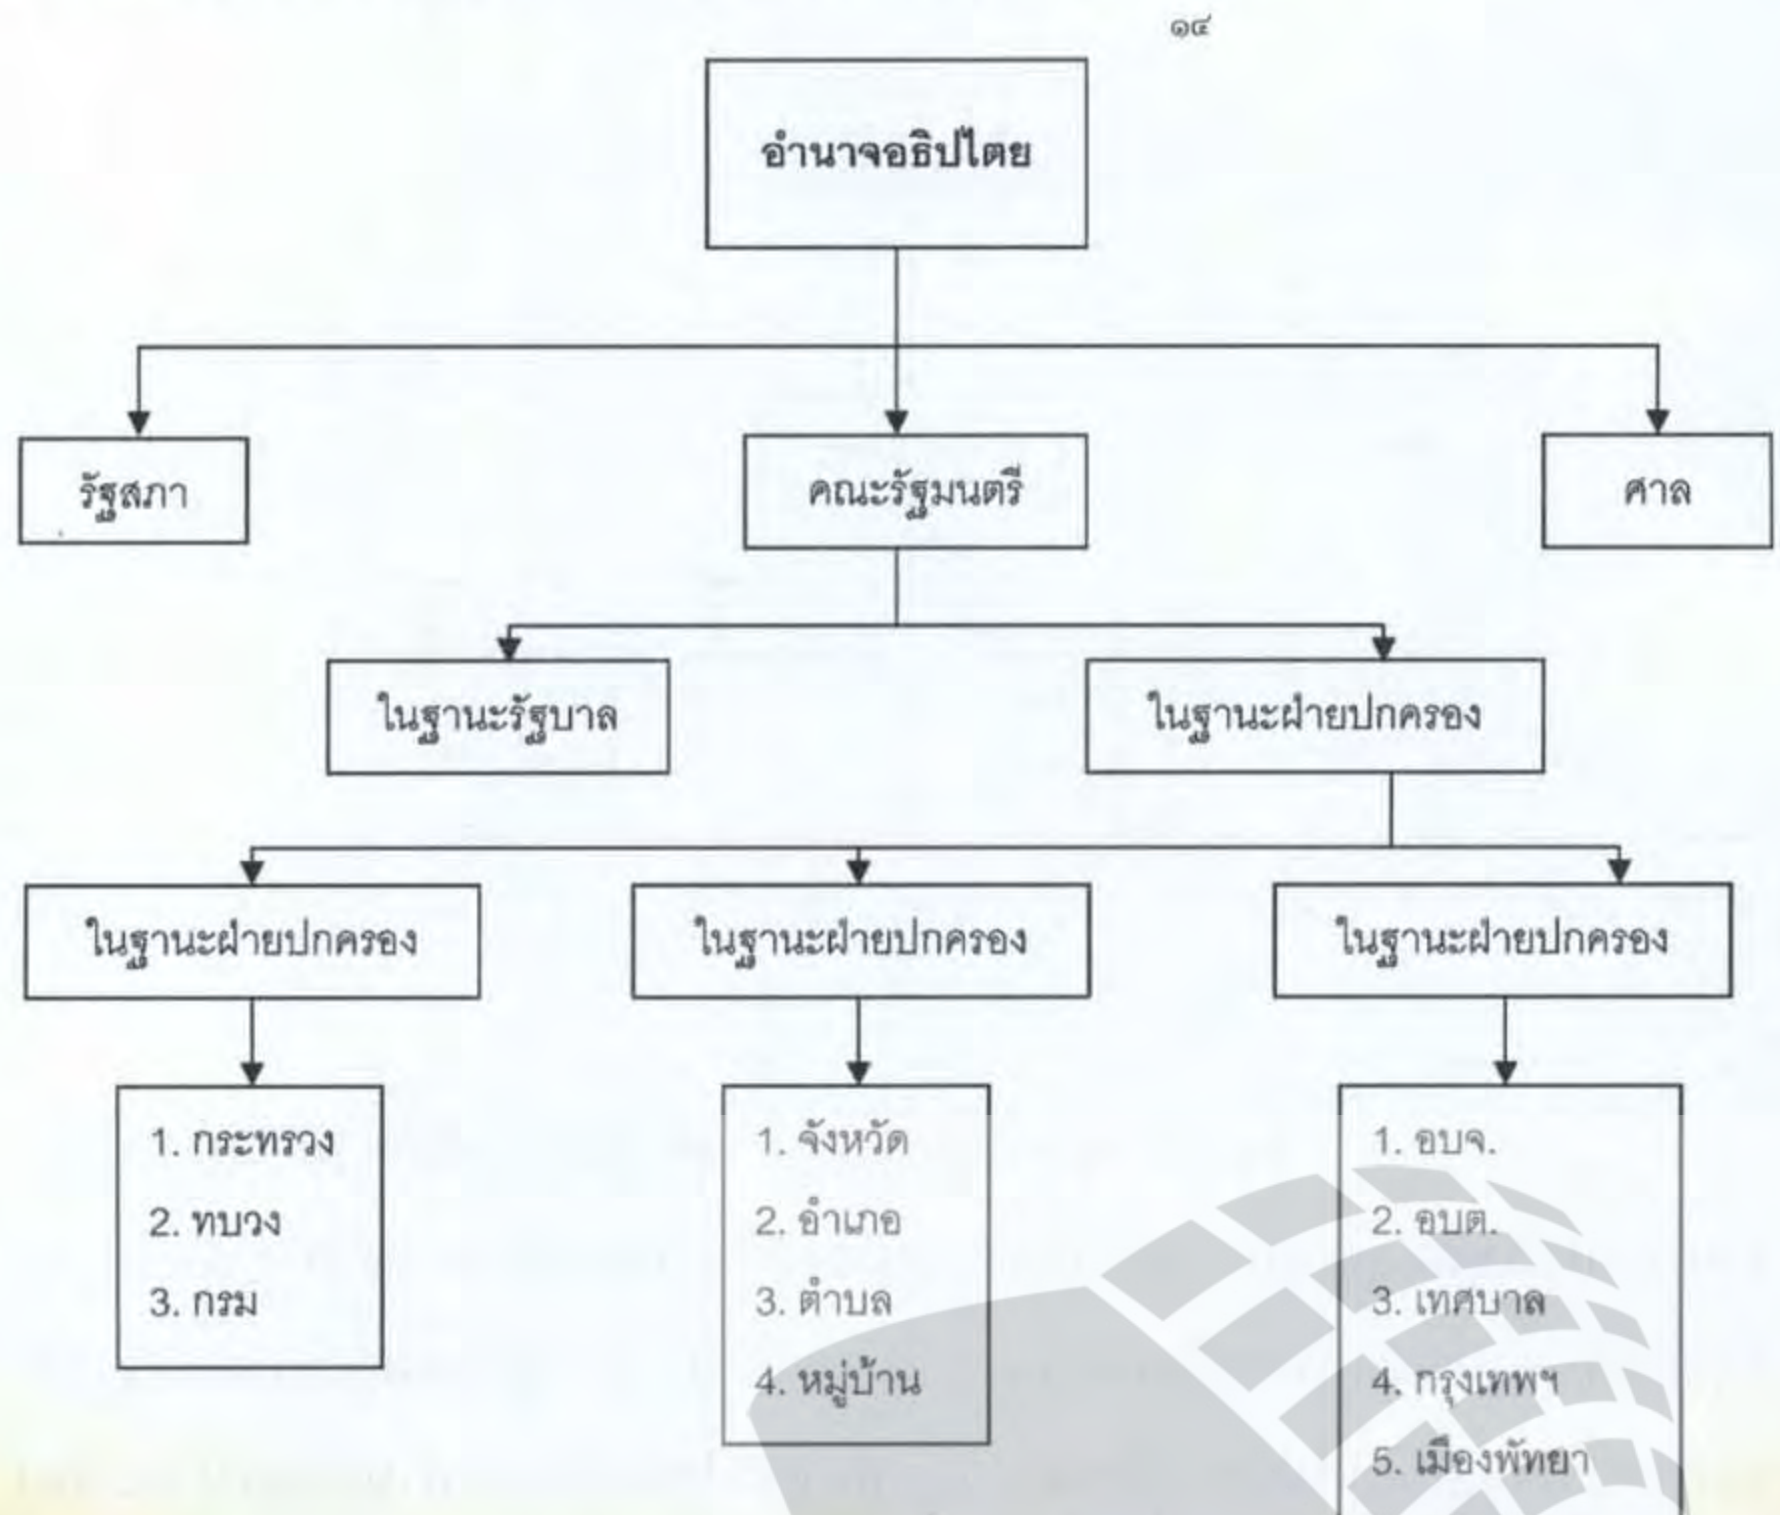 ๑๔
อำนาจอธิปไตย
รัฐสภา
คณะรัฐมนตรี
ศาล
ในฐานะรัฐบาล
ในฐานะฝ่ายปกครอง
ในฐานะฝ่ายปกครอง
ในฐานะฝ่ายปกครอง
ในฐานะฝ่ายปกครอง
1. กระทรวง
2. ทบวง
3. กรม
1. จังหวัด
2. อำเภอ
3. ตำบล
4. หมู่บ้าน
1. อบจ.
2. อบต.
3. เทศบาล
4. กรุงเทพฯ
5. เมืองพัทยา